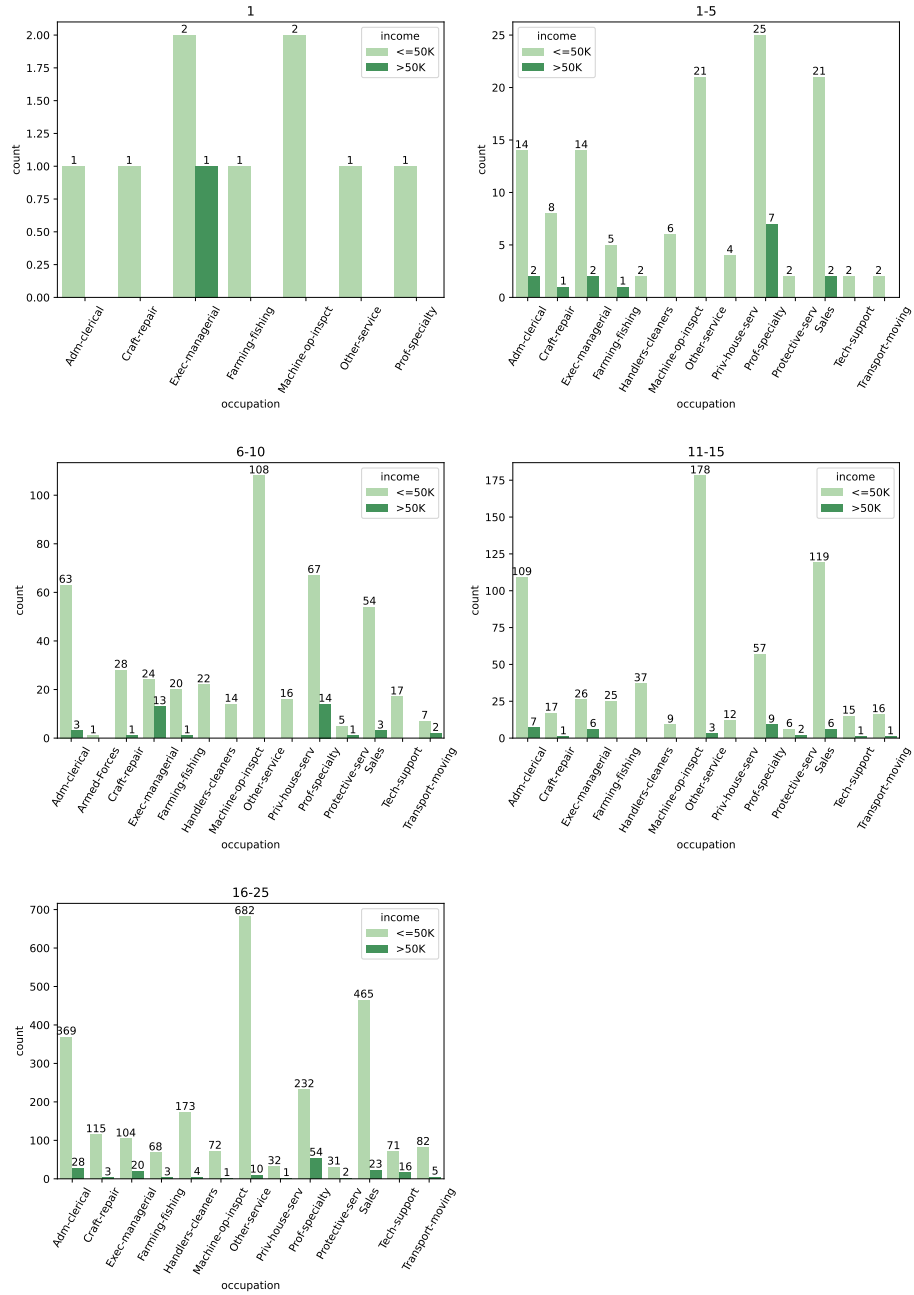 1
2.00
1.75
1.50
1.25
1.00
0.75
0.50
0.25
0.00
count
1
1
2
1
1
2
1
1
income
<=50K
>50K
Adm-clerical
Craft-repair
Exec-managerial
Farming-fishing
Machine-op-inspct
Other-service
Prof-specialty
occupation
1-5
25
20
15
10
5
0
count
14
2
8
1
14
2
5
1
2
6
21
4
25
7
2
21
2
2
2
income
<=50K
>50K
Adm-clerical
Craft-repair
Exec-managerial
Farming-fishing
Handlers-cleaners
Machine-op-inspct
Other-service
Priv-house-serv
Prof-specialty
Protective-serv
Sales
Tech-support
Transport-moving
occupation
6-10
100
80
60
40
20
0
count
63
3
1
28
1
24
13
20
1
22
14
108
16
67
14
5
1
54
3
17
7
2
income
<=50K
>50K
Adm-clerical
Armed-Forces
Craft-repair
Exec-managerial
Farming-fishing
Handlers-cleaners
Machine-op-inspct
Other-service
Priv-house-serv
Prof-specialty
Protective-serv
Sales
Tech-support
Transport-moving
occupation
11-15
175
150
125
100
75
50
25
0
count
109
7
17
1
26
6
25
37
9
178
3
12
57
9
6
2
119
6
15
1
16
1
income
<=50K
>50K
Adm-clerical
Craft-repair
Exec-managerial
Farming-fishing
Handlers-cleaners
Machine-op-inspct
Other-service
Priv-house-serv
Prof-specialty
Protective-serv
Sales
Tech-support
Transport-moving
occupation
16-25
700
600
500
400
300
200
100
0
count
369
28
115
3
104
20
68
3
173
4
72
1
682
10
32
1
232
54
31
2
465
23
71
16
82
5
income
<=50K
>50K
Adm-clerical
Craft-repair
Exec-managerial
Farming-fishing
Handlers-cleaners
Machine-op-inspct
Other-service
Priv-house-serv
Prof-specialty
Protective-serv
Sales
Tech-support
Transport-moving
occupation